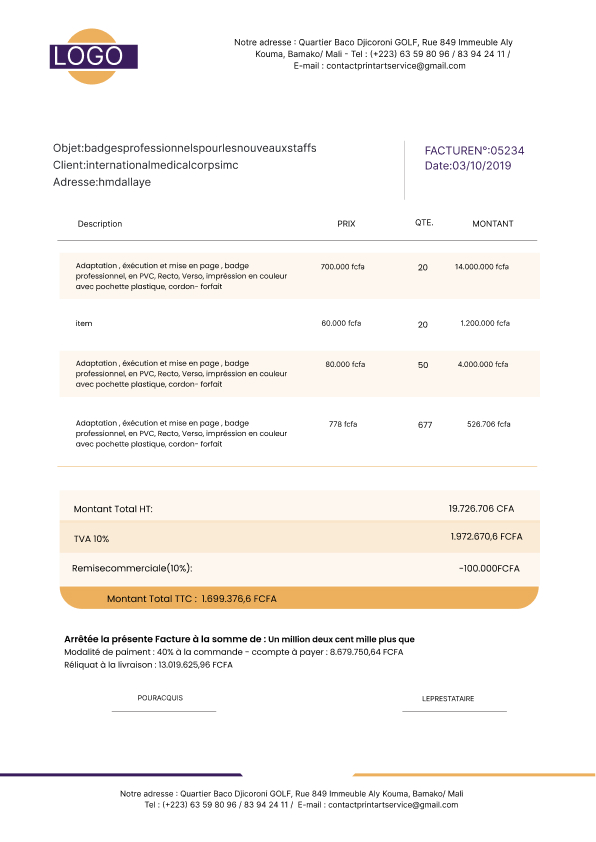 LOGO
Notre adresse : Quartier Baco Djicoroni GOLF, Rue 849 Immeuble Aly
Kouma, Bamako/ Mali - Tel : (+223) 63 59 80 96 / 83 94 24 11 /
E-mail : contactprintartservice@gmail.com
Objet:badgesprofessionnelspourlesnouveauxstaffs
Client:internationalmedicalcorpsimc
Adresse:hmdallaye
FACTUREN°:05234
Date:03/10/2019
Description PRIX QTE. MONTANT
Adaptation , éxécution et mise en page , badge 700.000 fcfa 20 14.000.000 fcfa
professionnel, en PVC, Recto, Verso, impréssion en couleur
avec pochette plastique, cordon- forfait
item 60.000 fcfa 20 1.200.000 fcfa
Adaptation , éxécution et mise en page , badge 80.000 fcfa 50 4.000.000 fcfa
professionnel, en PVC, Recto, Verso, impréssion en couleur
avec pochette plastique, cordon- forfait
Adaptation , éxécution et mise en page , badge 778 fcfa 677 526.706 fcfa
professionnel, en PVC, Recto, Verso, impréssion en couleur
avec pochette plastique, cordon- forfait
Montant Total HT: 19.726.706 CFA
TVA 10% 1.972.670,6 FCFA
Remisecommerciale(10%): -100.000FCFA
Montant Total TTC : 1.699.376,6 FCFA
Arrêtée la présente Facture à la somme de : Un million deux cent mille plus que
Modalité de paiment : 40% à la commande - ccompte à payer : 8.679.750,64 FCFA
Réliquat à la livraison : 13.019.625,96 FCFA
POURACQUIS LEPRESTATAIRE
Notre adresse : Quartier Baco Djicoroni GOLF, Rue 849 Immeuble Aly Kouma, Bamako/ Mali
Tel : (+223) 63 59 80 96 / 83 94 24 11 / E-mail : contactprintartservice@gmail.com